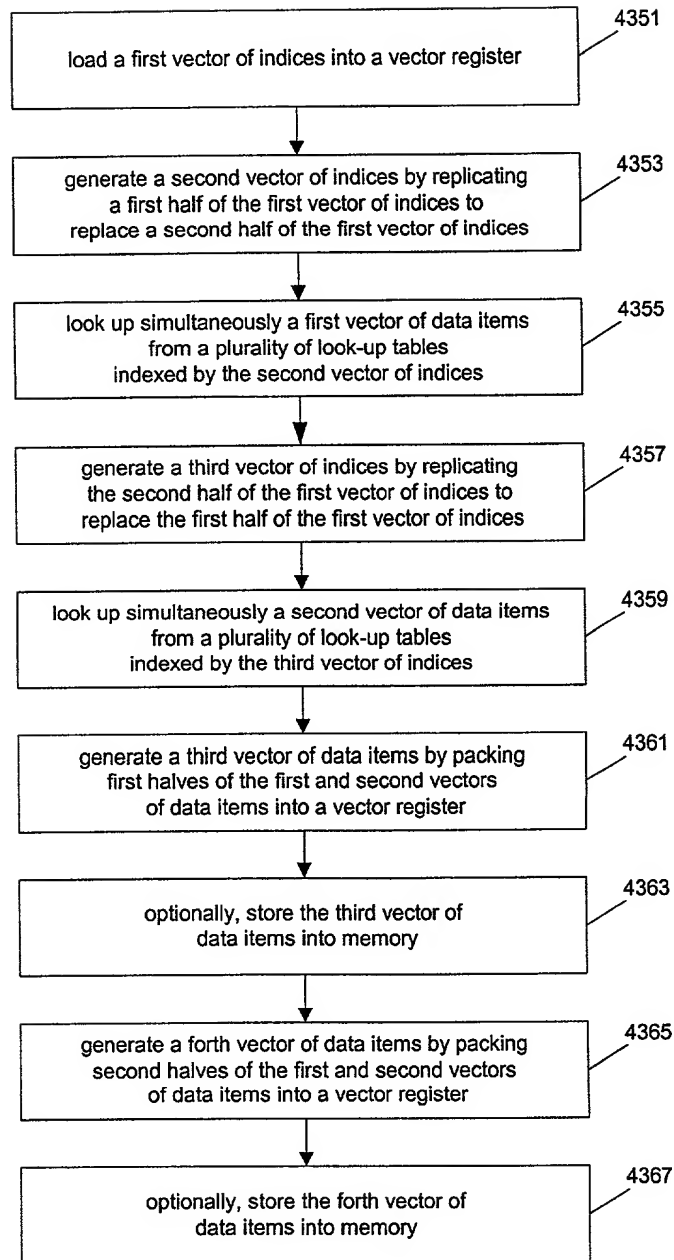 4351
load a first vector of indices into a vector register
4353
generate a second vector of indices by replicating
a first half of the first vector of indices to
replace a second half of the first vector of indices
4355
look up simultaneously a first vector of data items
from a plurality of look-up tables
indexed by the second vector of indices
4357
generate a third vector of indices by replicating
the second half of the first vector of indices to
replace the first half of the first vector of indices
4359
look up simultaneously a second vector of data items
from a plurality of look-up tables
indexed by the third vector of indices
4361
generate a third vector of data items by packing
first halves of the first and second vectors
of data items into a vector register
4363
optionally, store the third vector of
data items into memory
4365
generate a forth vector of data items by packing
second halves of the first and second vectors
of data items into a vector register
4367
optionally, store the forth vector of
data items into memory